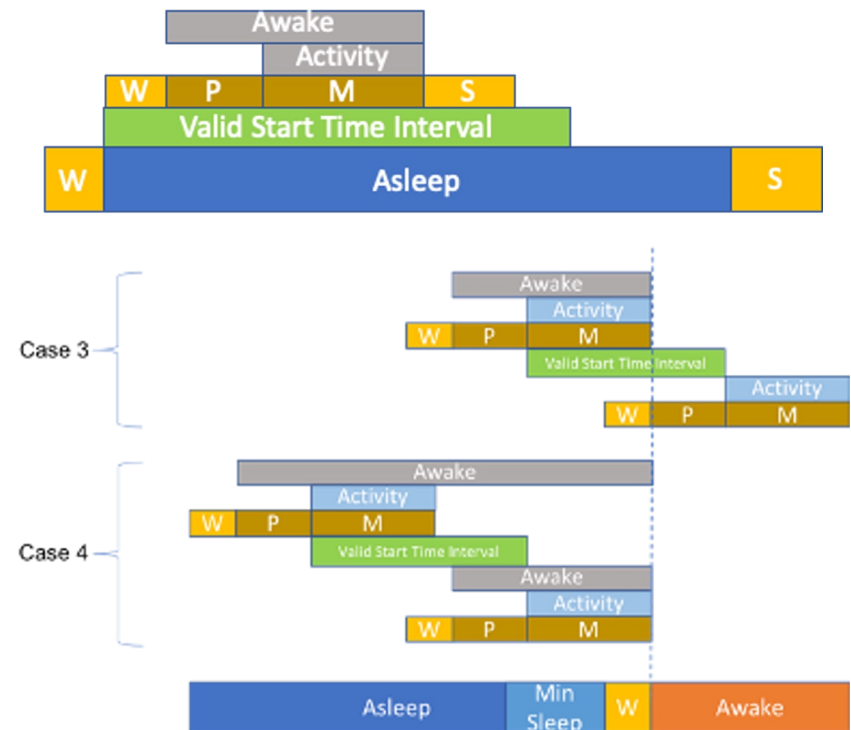 Awake
Activity
W P M S
Valid Start Time Interval
W Asleep S
Awake
Activity
Case 3
W P M
Valid Start Time Interval
Activity
W P M
Awake
Activity
W P M
Case 4
Valid Start Time Interval
Awake
Activity
W P M
Asleep
Min
Sleep
W
Awake